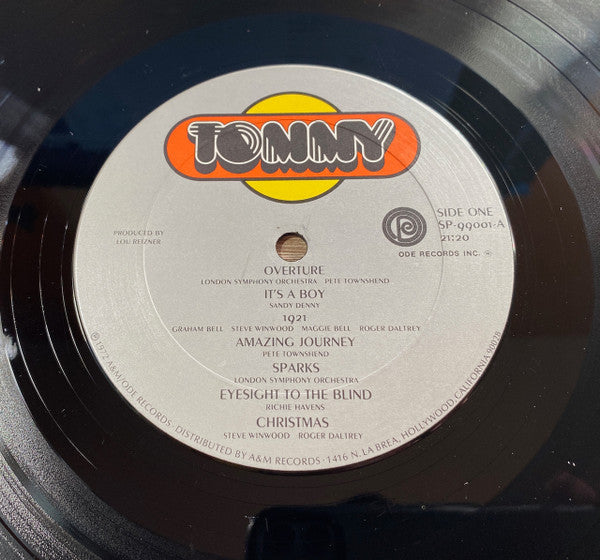 TOMMY
PRODUCED BY
LOU REIZNER
SIDE ONE
SP-99001-A
21:20
ODE RECORDS INC. ®
OVERTURE
LONDON SYMPHONY ORCHESTRA PETE TOWNSHEND
IT'S A BOY
SANDY DENNY
1921
GRAHAM BELL STEVE WINWOOD MAGGIE BELL ROGER DALTREY
AMAZING JOURNEY
PETE TOWNSHEND
SPARKS
LONDON SYMPHONY ORCHESTRA
EYESIGHT TO THE BLIND
RICHIE HAVENS
CHRISTMAS
STEVE WINWOOD ROGER DALTREY
© 1972 A&M/ODE RECORDS · DISTRIBUTED BY A&M RECORDS · 1416 N. LA BREA, HOLLYWOOD, CALIFORNIA 90028